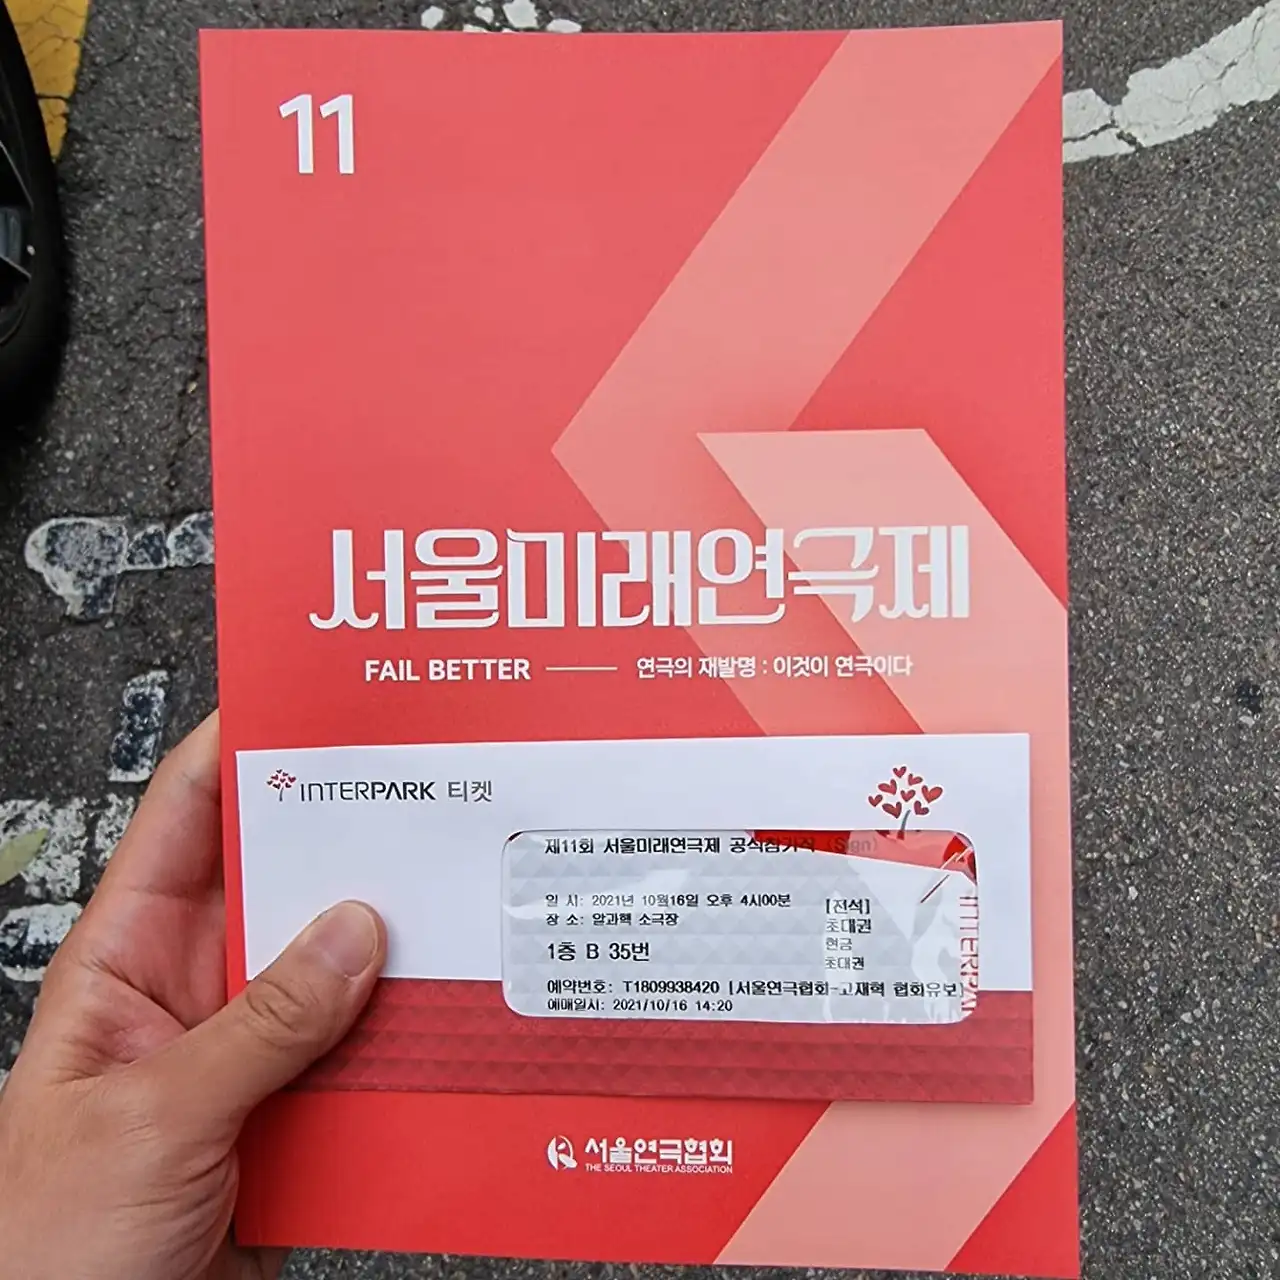 11
서울미래연극제
FAIL BETTER — 연극의 재발명 : 이것이 연극이다
INTERPARK 티켓
제11회 서울미래연극제 공식참가작 (Sign)
일 시: 2021년 10월16일 오후 4시00분
장 소: 알과핵 소극장
1층 B 35번
[전석]
초대권
현금
초대권
예약번호: T1809938420 [서울연극협회-고재혁 협회유보]
예매일시: 2021/10/16 14:20
INTERPA
서울연극협회
THE SEOUL THEATER ASSOCIATION